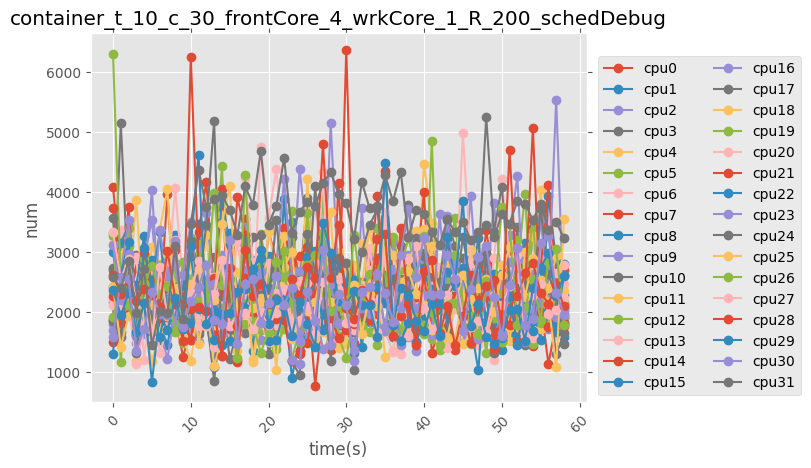 container_t_10_c_30_frontCore_4_wrkCore_1_R_200_schedDebug
num
6000
5000
4000
3000
2000
1000
0
10
20
30
40
50
60
time(s)
cpu0
cpu1
cpu2
cpu3
cpu4
cpu5
cpu6
cpu7
cpu8
cpu9
cpu10
cpu11
cpu12
cpu13
cpu14
cpu15
cpu16
cpu17
cpu18
cpu19
cpu20
cpu21
cpu22
cpu23
cpu24
cpu25
cpu26
cpu27
cpu28
cpu29
cpu30
cpu31